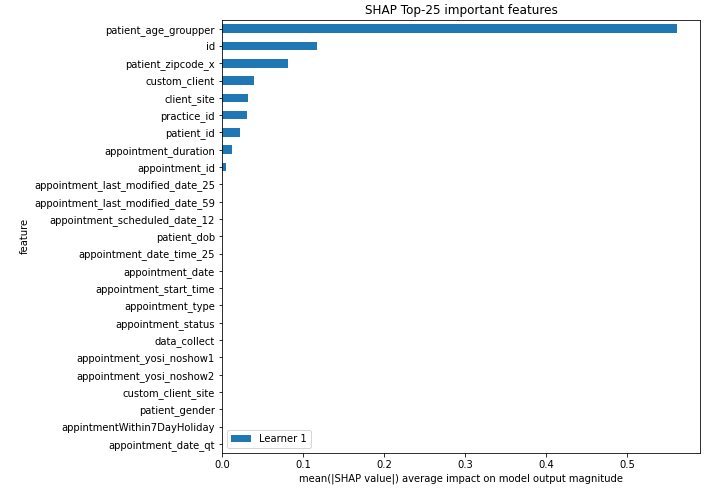 SHAP Top-25 important features
patient_age_groupper
id
patient_zipcode_x
custom_client
client_site
practice_id
patient_id
appointment_duration
appointment_id
appointment_last_modified_date_25
appointment_last_modified_date_59
appointment_scheduled_date_12
patient_dob
appointment_date_time_25
appointment_date
appointment_start_time
appointment_type
appointment_status
data_collect
appointment_yosi_noshow1
appointment_yosi_noshow2
custom_client_site
patient_gender
appintmentWithin7DayHoliday
appointment_date_qt
feature
Learner 1
0.0 0.1 0.2 0.3 0.4 0.5
mean(|SHAP value|) average impact on model output magnitude